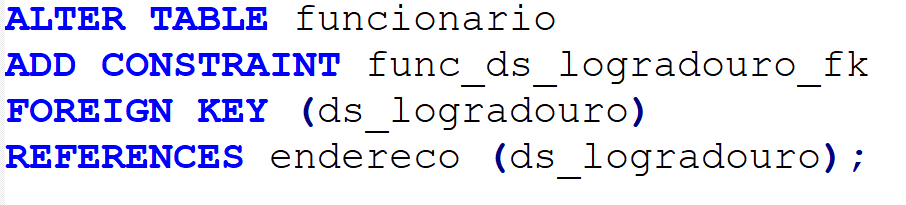 ALTER TABLE funcionario
ADD CONSTRAINT func_ds_logradouro_fk
FOREIGN KEY (ds_logradouro)
REFERENCES endereco (ds_logradouro);